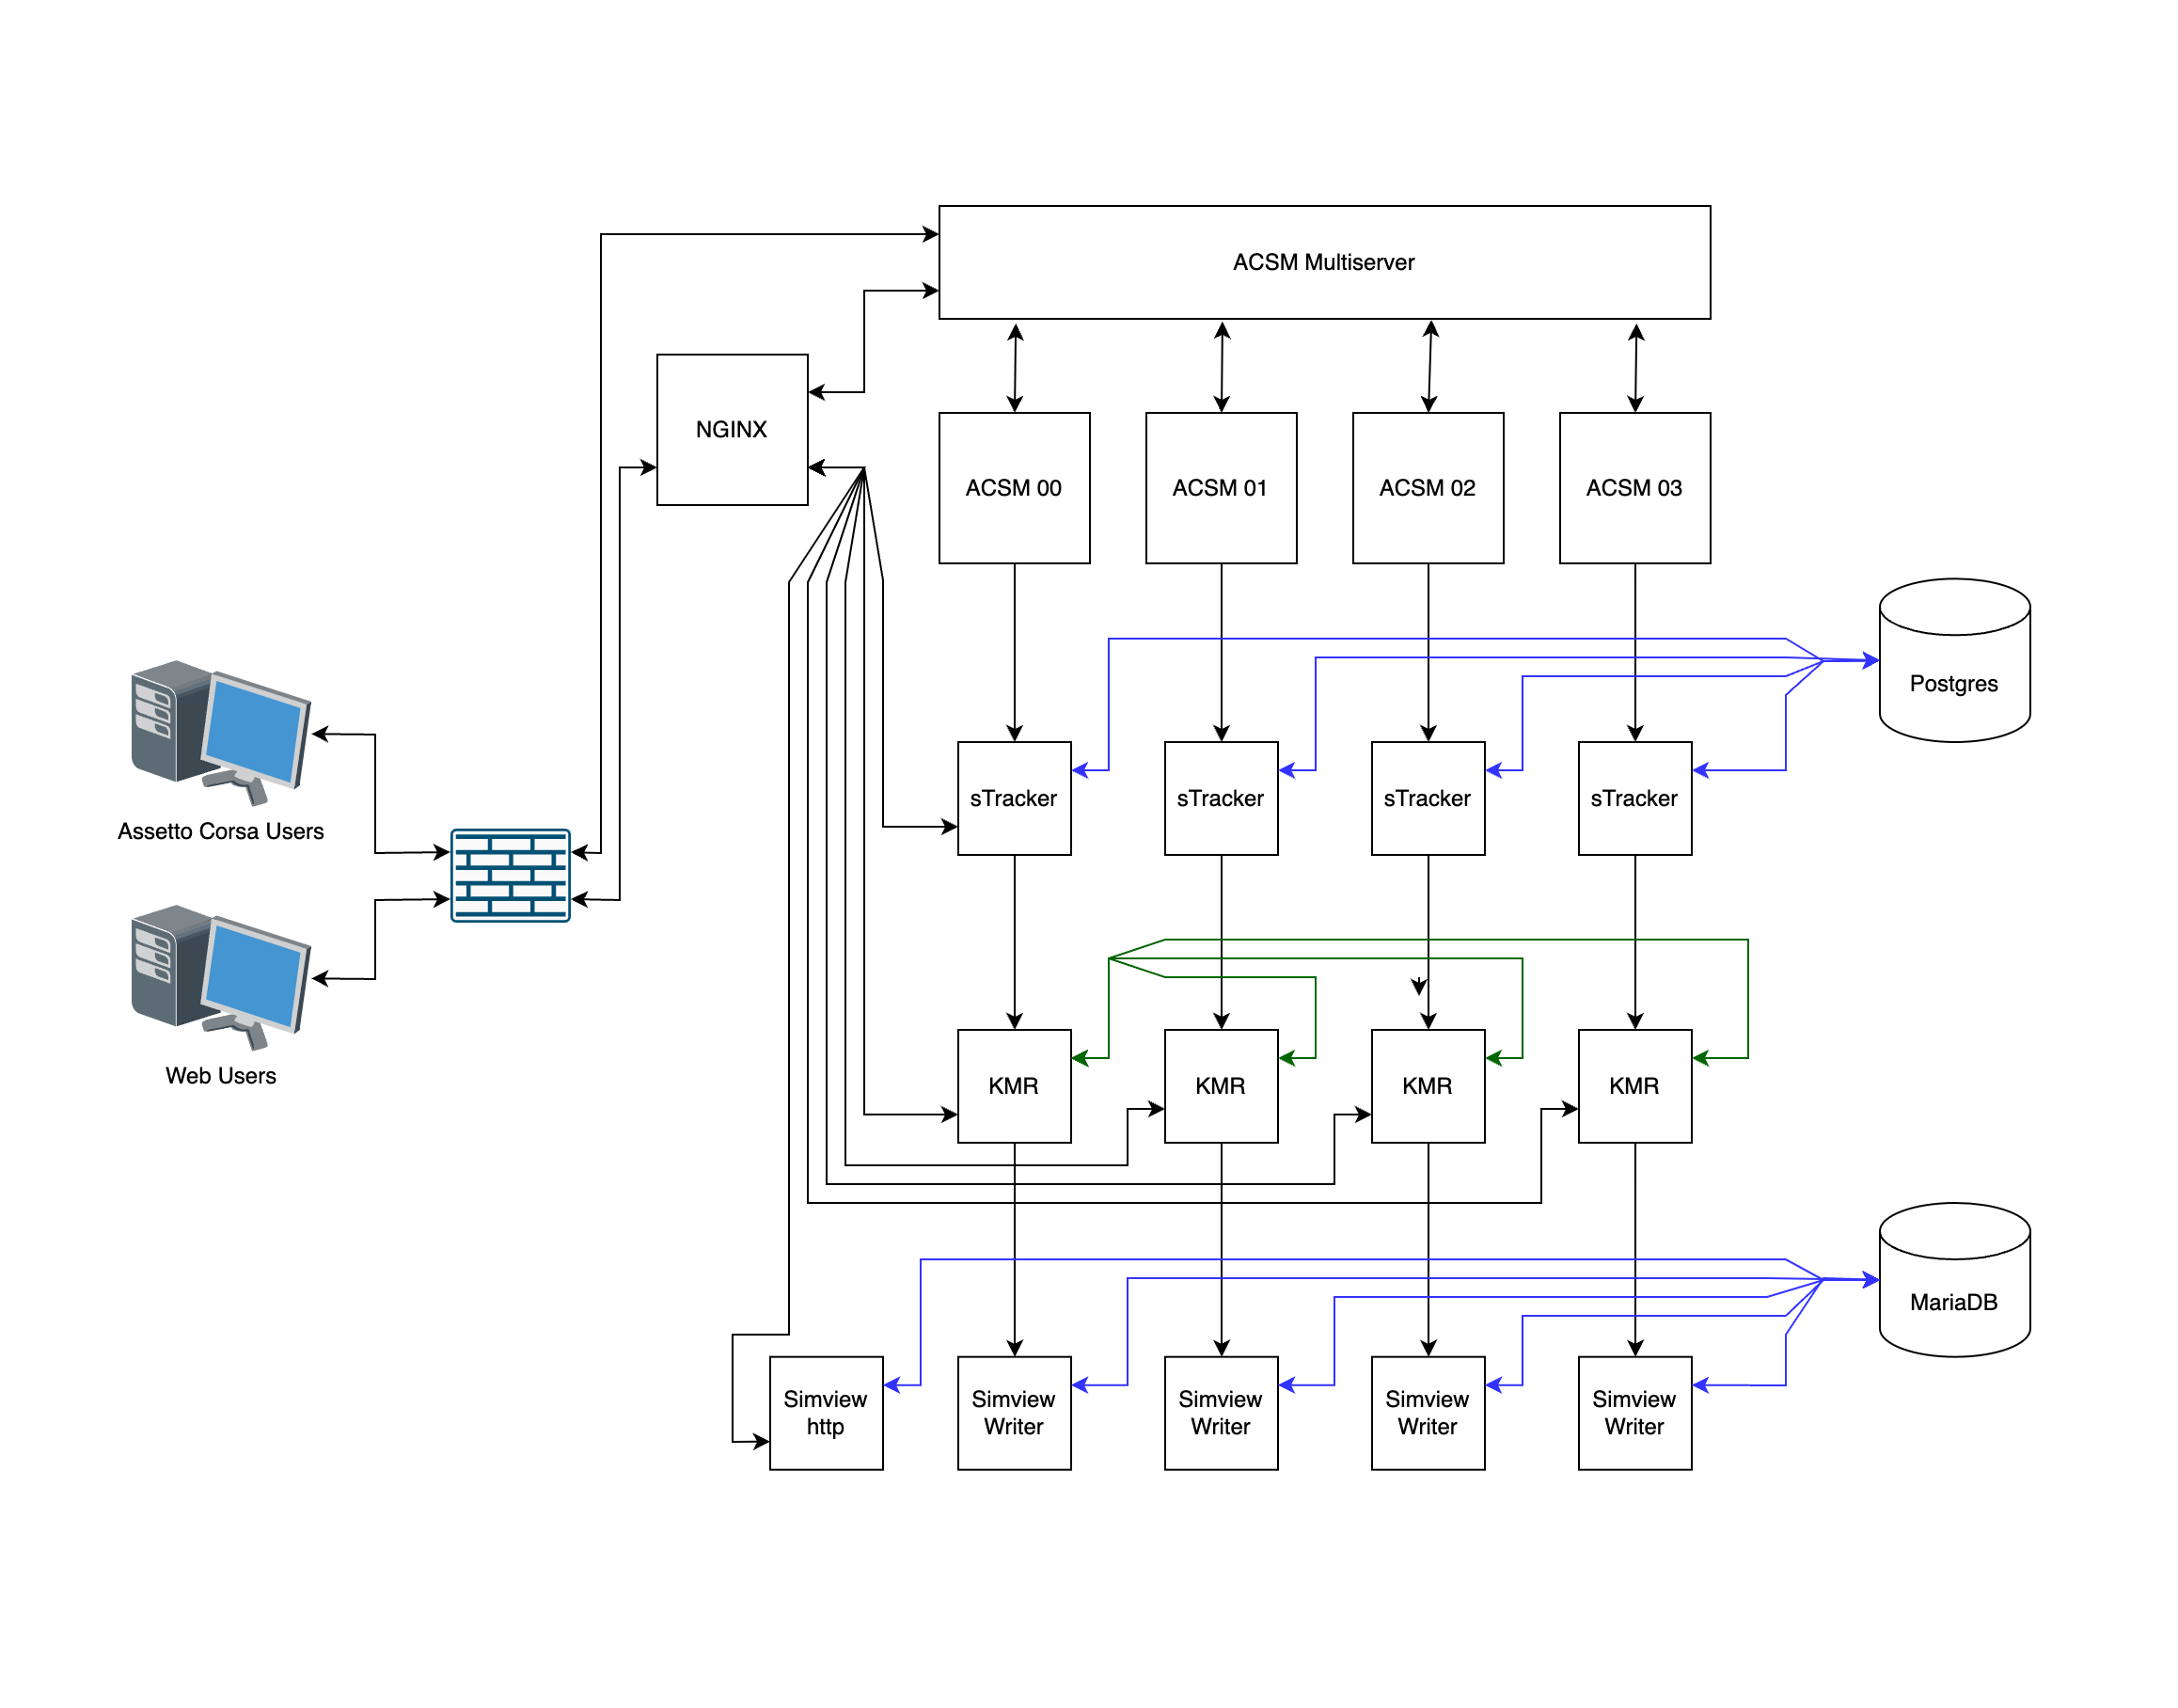 ACSM Multiserver
NGINX
ACSM 00
ACSM 01
ACSM 02
ACSM 03
Postgres
sTracker
sTracker
sTracker
sTracker
Assetto Corsa Users
Web Users
KMR
KMR
KMR
KMR
MariaDB
Simview
http
Simview
Writer
Simview
Writer
Simview
Writer
Simview
Writer